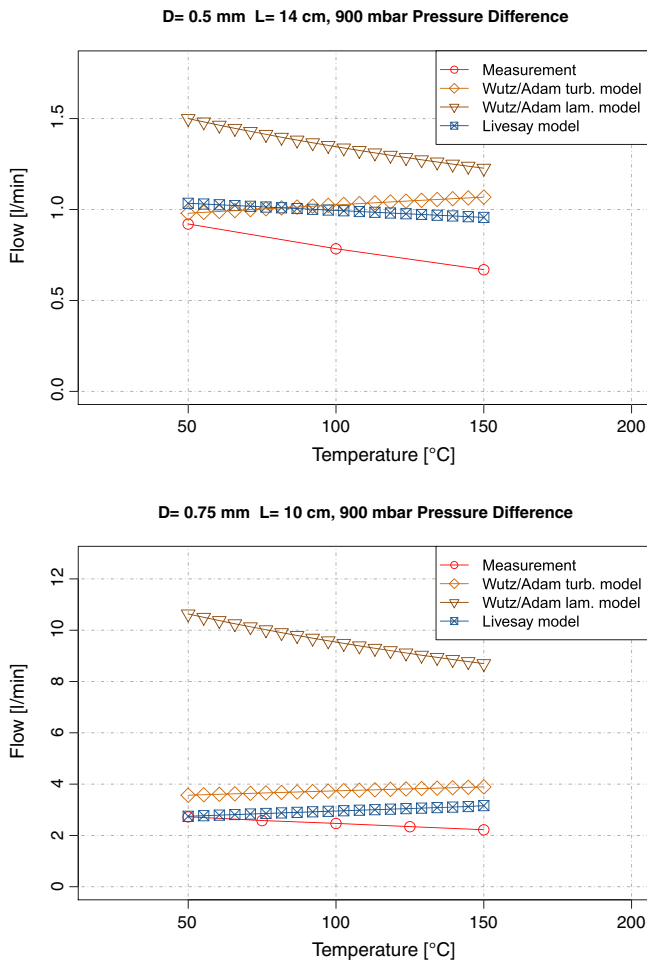 D= 0.5 mm L= 14 cm, 900 mbar Pressure Difference
Measurement
Wutz/Adam turb. model
Wutz/Adam lam. model
Livesay model
Flow [l/min]
1.5
1.0
0.5
0.0
50 100 150 200
Temperature [°C]
D= 0.75 mm L= 10 cm, 900 mbar Pressure Difference
Measurement
Wutz/Adam turb. model
Wutz/Adam lam. model
Livesay model
Flow [l/min]
12
10
8
6
4
2
0
50 100 150 200
Temperature [°C]